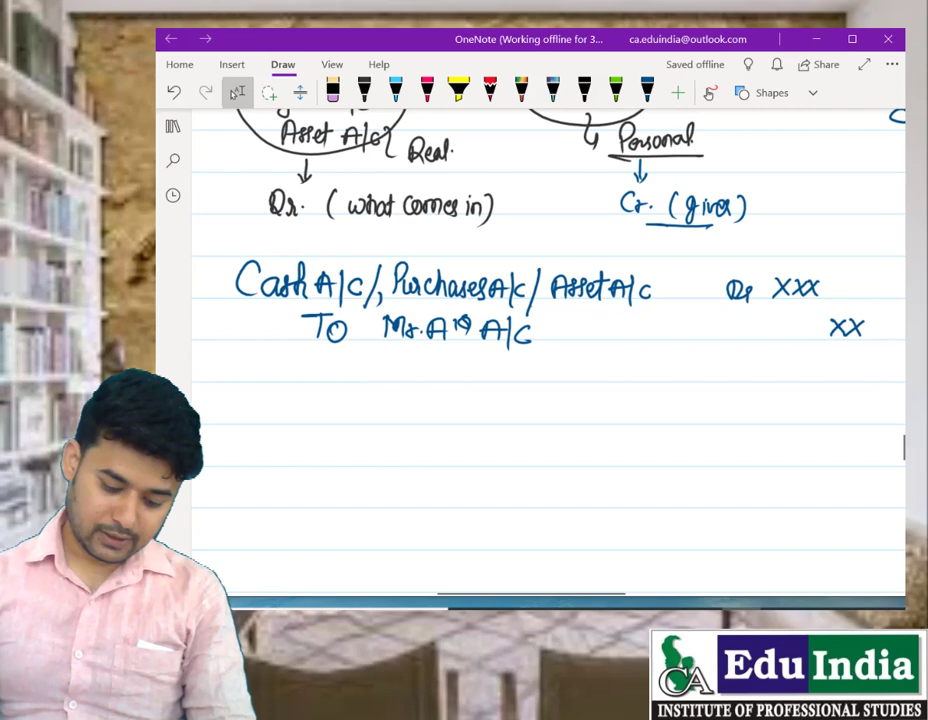 OneNote (Working offline for 3...
ca.eduindia@outlook.com
Home Insert Draw View Help
Saved offline
Share
Shapes
Asset A/c
Real.
Personal
Dr. (what comes in)
Cr. (giver)
Cash A/c/, Purchases A/c/ Asset A/c Dr XXX
To Mr. A's A/c XX
CA
Edu India
INSTITUTE OF PROFESSIONAL STUDIES